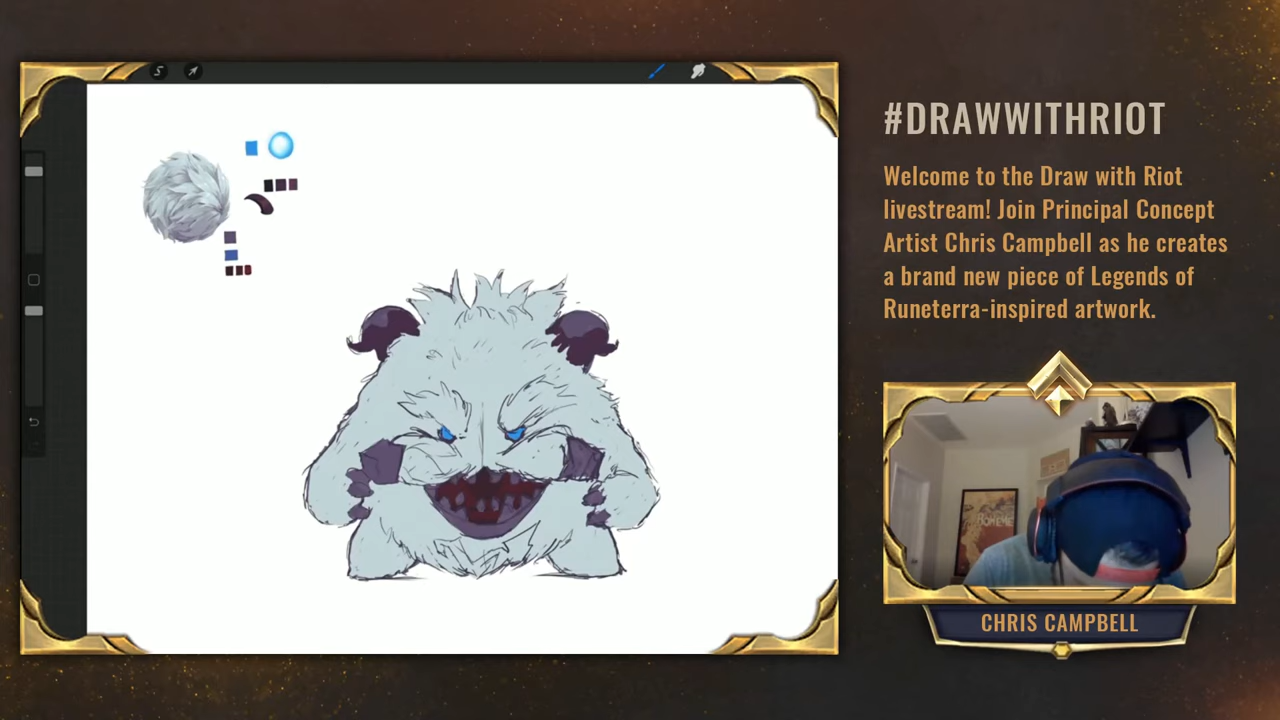 #DRAWWITHRIOT
Welcome to the Draw with Riot
livestream! Join Principal Concept
Artist Chris Campbell as he creates
a brand new piece of Legends of
Runeterra-inspired artwork.
CHRIS CAMPBELL